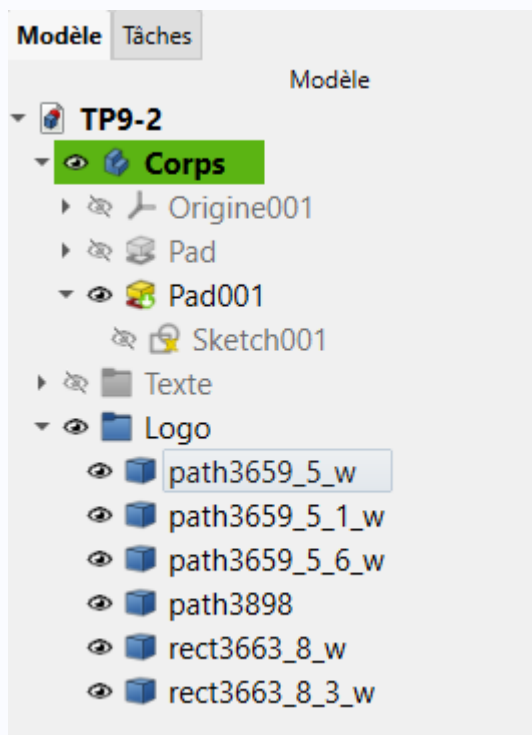 Modèle Tâches
Modèle
TP9-2
Corps
Origine001
Pad
Pad001
Sketch001
Texte
Logo
path3659_5_w
path3659_5_1_w
path3659_5_6_w
path3898
rect3663_8_w
rect3663_8_3_w